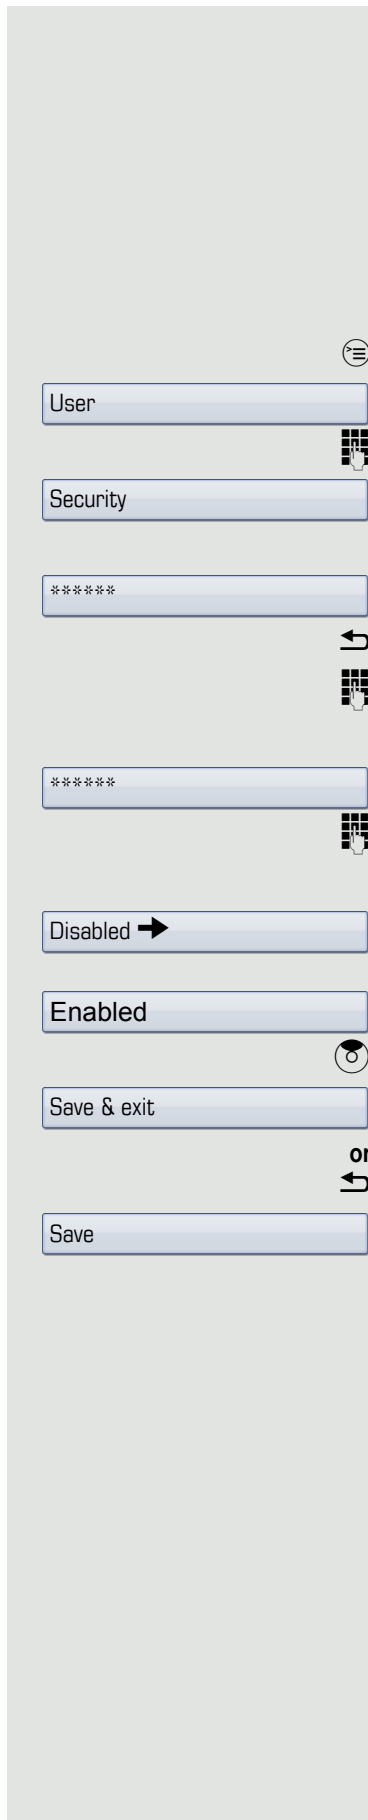 User
Security
******
******
Disabled
Enabled
Save & exit
or
Save